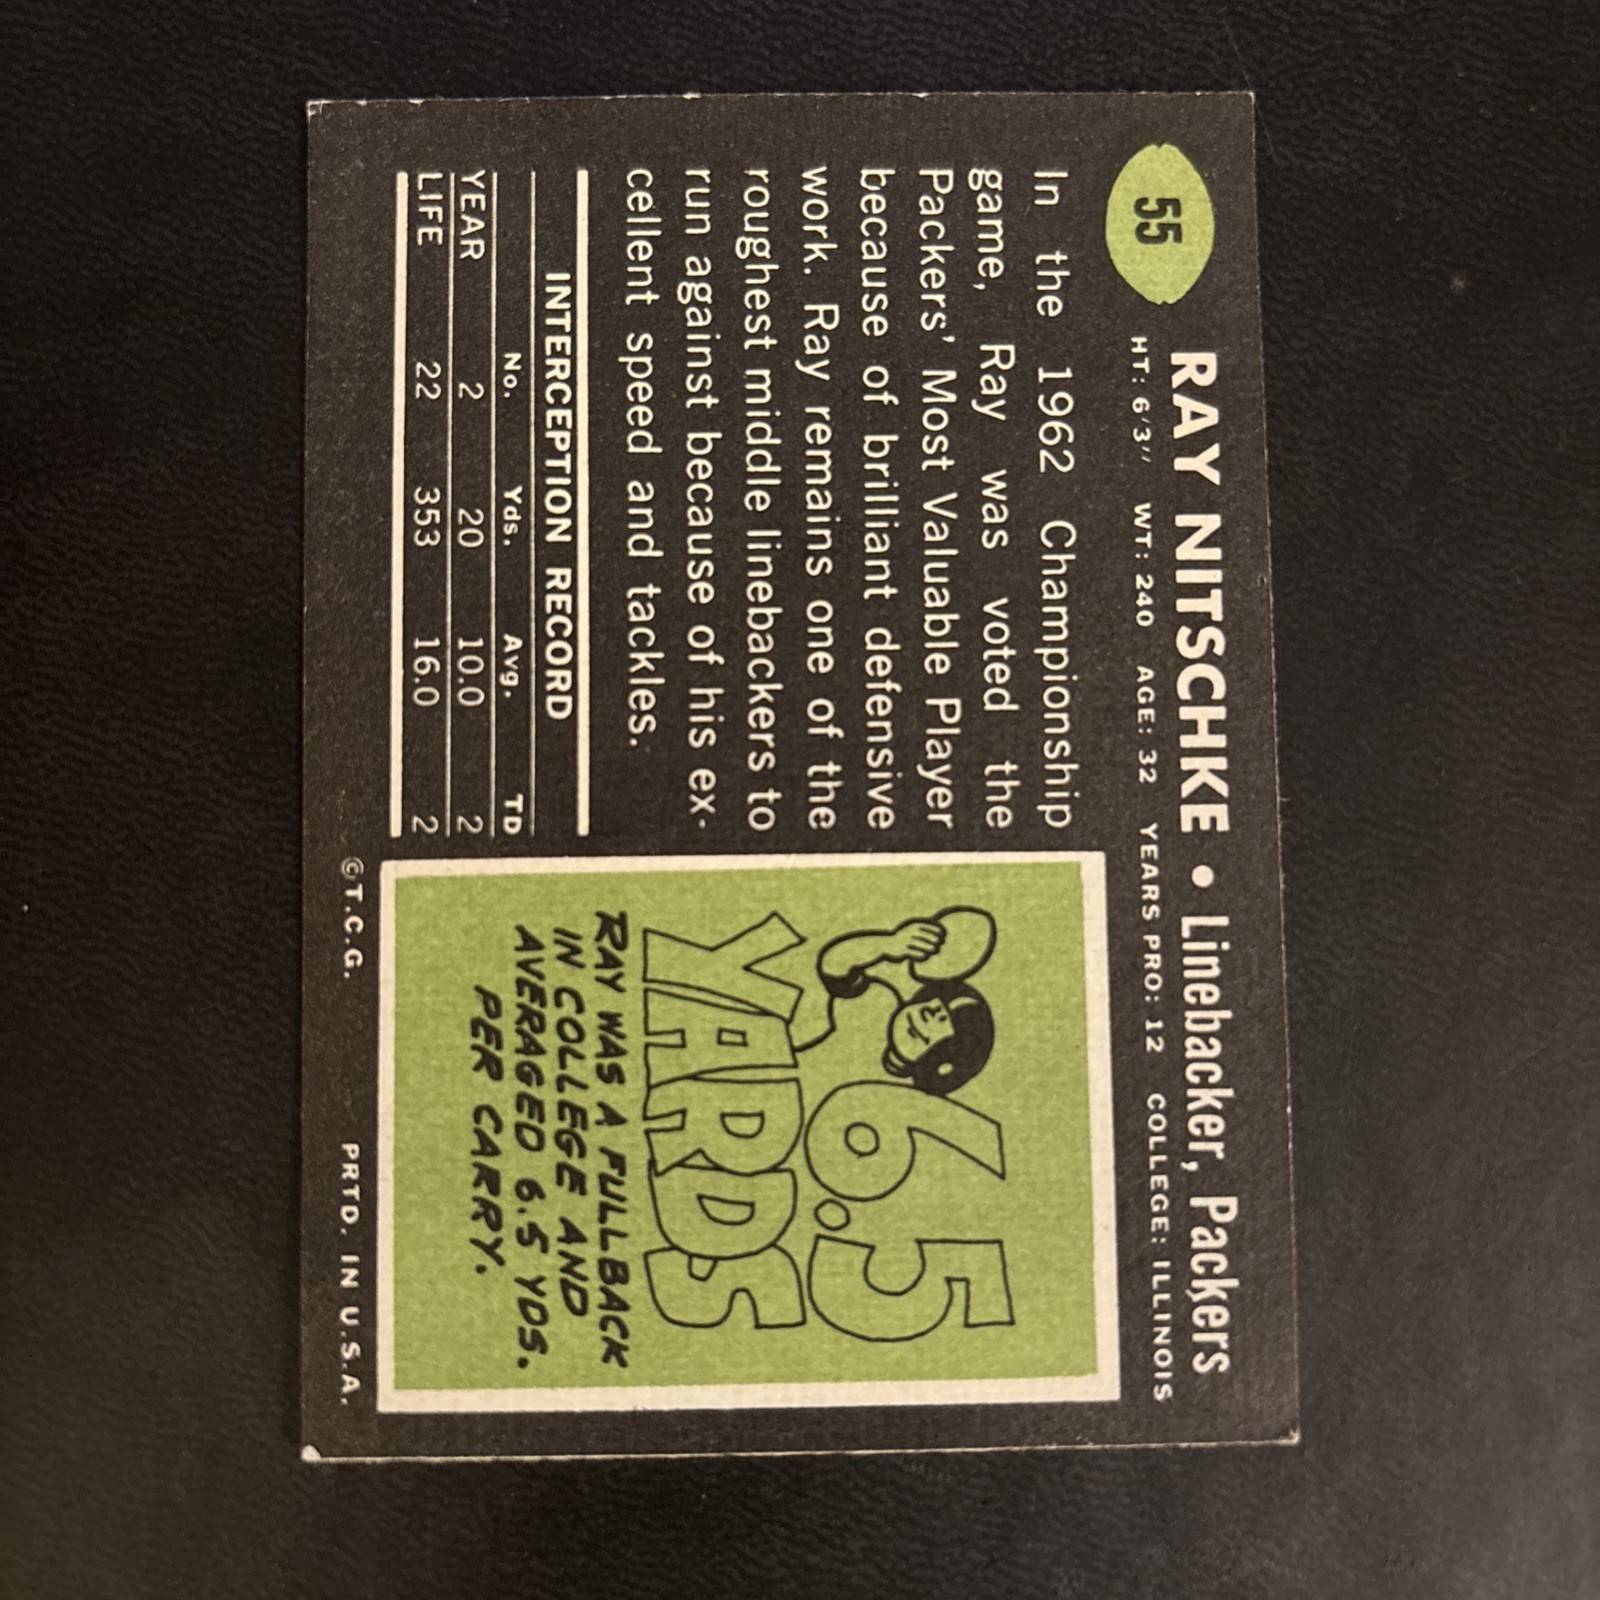 55
RAY NITSCHKE • Linebacker, Packers
HT: 6'3" WT: 240 AGE: 32 YEARS PRO: 12 COLLEGE: ILLINOIS
In the 1962 Championship
game, Ray was voted the
Packers' Most Valuable Player
because of brilliant defensive
work. Ray remains one of the
roughest middle linebackers to
run against because of his ex-
cellent speed and tackles.
INTERCEPTION RECORD
No. Yds. Avg. TD
YEAR 2 20 10.0 2
LIFE 22 353 16.0 2
6.5
YARDS
RAY WAS A FULLBACK
IN COLLEGE AND
AVERAGED 6.5 YDS.
PER CARRY.
©T.C.G. PRTD. IN U.S.A.